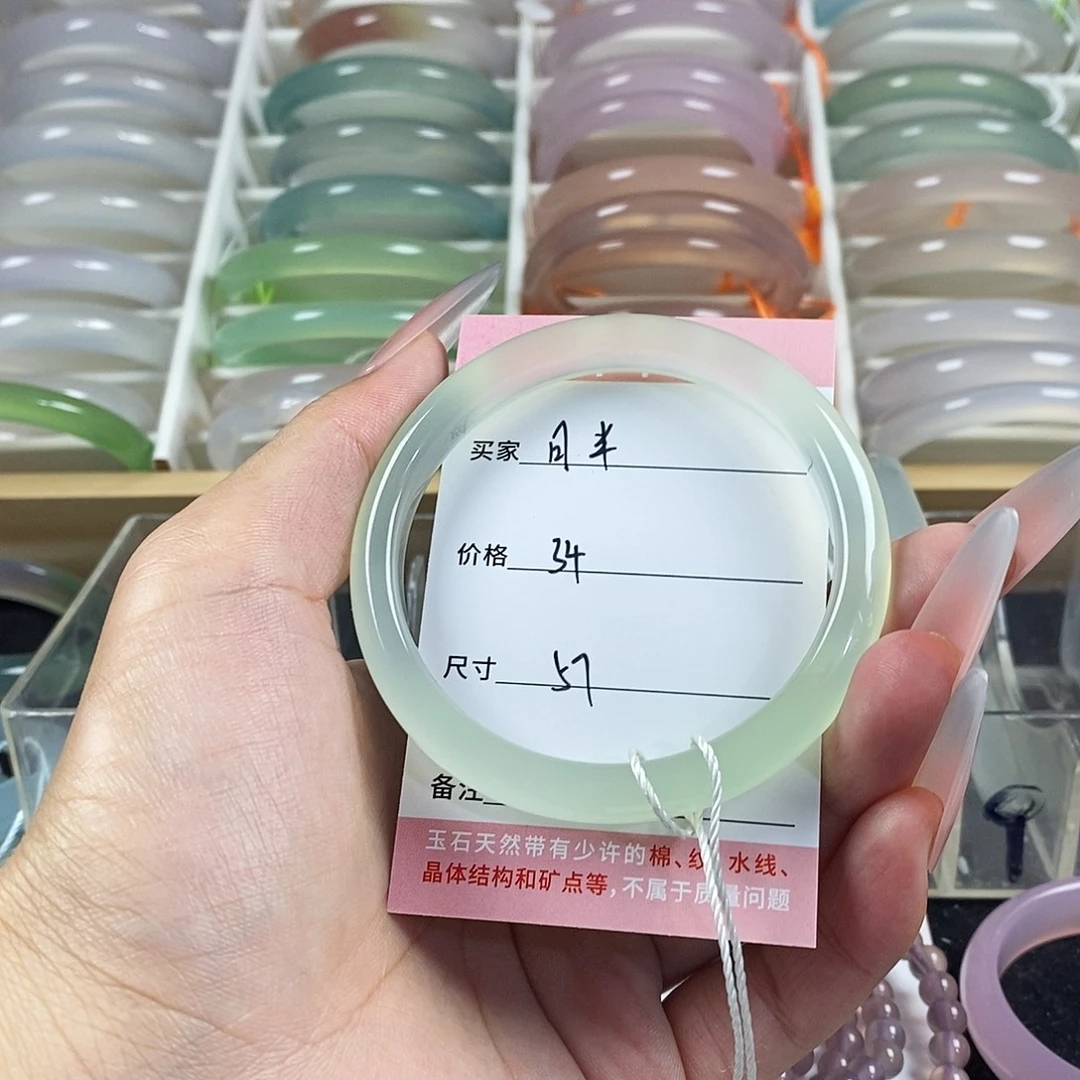 买家 月半
价格 34
尺寸 57
备注
玉石天然带有少许的棉、纹、水线、
晶体结构和矿点等,不属于质量问题